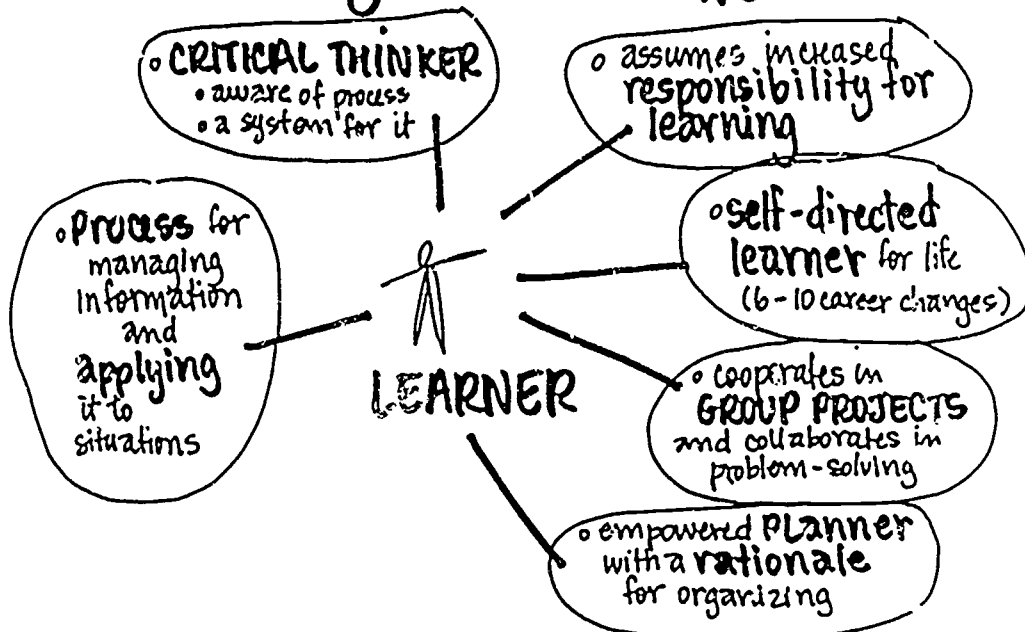 CRITICAL THINKER
• aware of process
• a system for it
assumes increased
responsibility for
learning
self-directed
learner for life
(6-10 career changes)
Process for
managing
information
and
applying
it to
situations
LEARNER
cooperates in
GROUP PROJECTS
and collaborates in
problem-solving
empowered PLANNER
with a rationale
for organizing